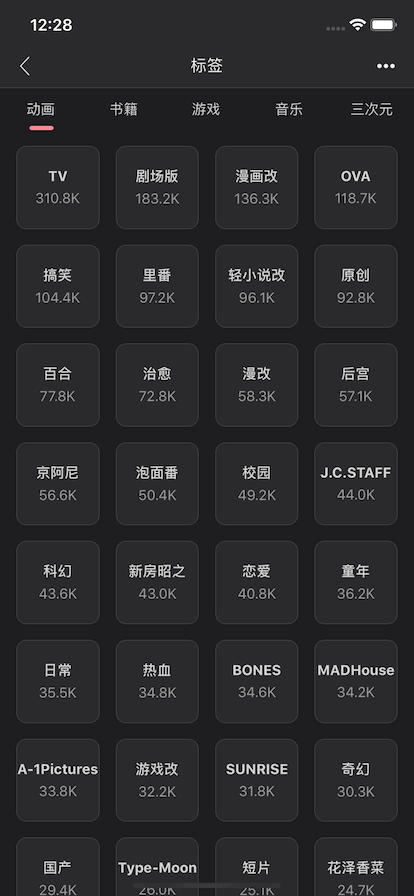 12:28
标签
动画 书籍 游戏 音乐 三次元
TV 剧场版 漫画改 OVA
310.8K 183.2K 136.3K 118.7K
搞笑 里番 轻小说改 原创
104.4K 97.2K 96.1K 92.8K
百合 治愈 漫改 后宫
77.8K 72.8K 58.3K 57.1K
京阿尼 泡面番 校园 J.C.STAFF
56.6K 50.4K 49.2K 44.0K
科幻 新房昭之 恋爱 童年
43.6K 43.0K 40.8K 36.2K
日常 热血 BONES MADHouse
35.5K 34.8K 34.6K 34.2K
A-1Pictures 游戏改 SUNRISE 奇幻
33.8K 32.2K 31.8K 30.3K
国产 Type-Moon 短片 花泽香菜
29.4K 26.0K 25.1K 24.7K